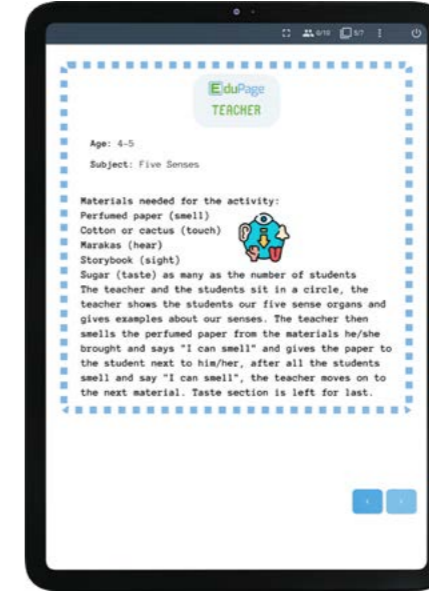 0/10 5/7
EduPage
TEACHER
Age: 4-5
Subject: Five Senses
Materials needed for the activity:
Perfumed paper (smell)
Cotton or cactus (touch)
Marakas (hear)
Storybook (sight)
Sugar (taste) as many as the number of students
The teacher and the students sit in a circle, the
teacher shows the students our five sense organs and
gives examples about our senses. The teacher then
smells the perfumed paper from the materials he/she
brought and says "I can smell" and gives the paper to
the student next to him/her, after all the students
smell and say "I can smell", the teacher moves on to
the next material. Taste section is left for last.